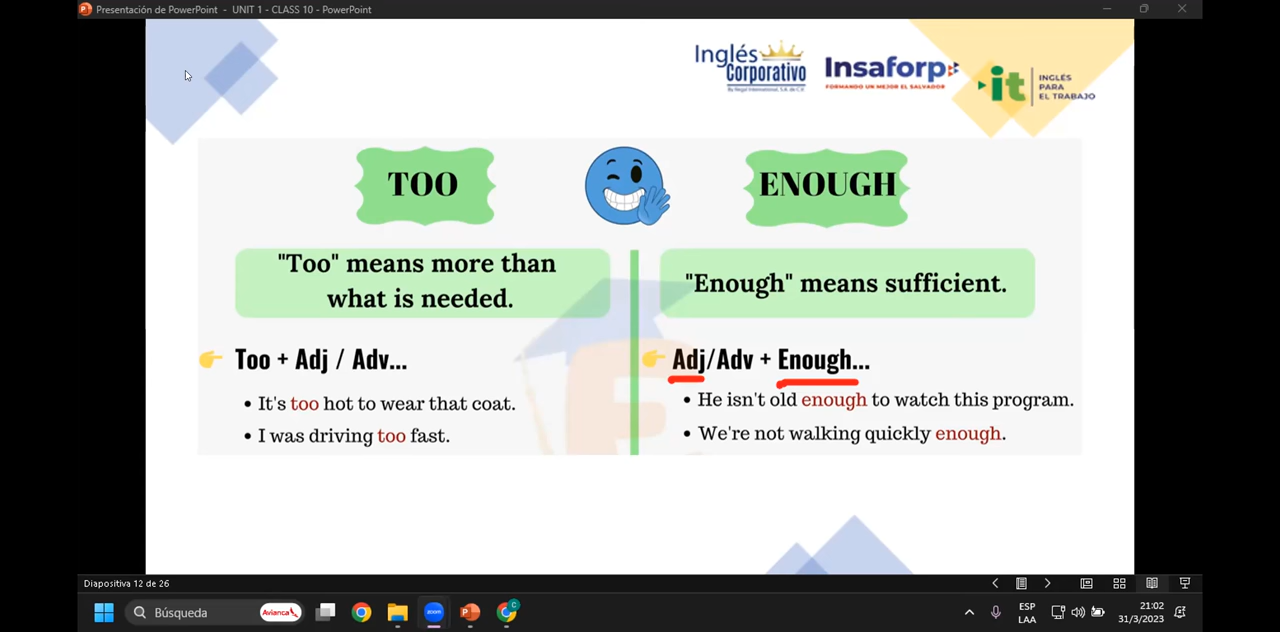 Presentación de PowerPoint - UNIT 1 - CLASS 10 - PowerPoint
Inglés
Corporativo
Insaforp
FORMANDO UN MEJOR EL SALVADOR
it
INGLÉS
PARA
EL TRABAJO
TOO
ENOUGH
"Too" means more than
what is needed.
"Enough" means sufficient.
Too + Adj / Adv...
• It's too hot to wear that coat.
• I was driving too fast.
Adj/Adv + Enough...
• He isn't old enough to watch this program.
• We're not walking quickly enough.
Diapositiva 12 de 26
Búsqueda
Avianca
zoom
ESP
LAA
21:02
31/3/2023